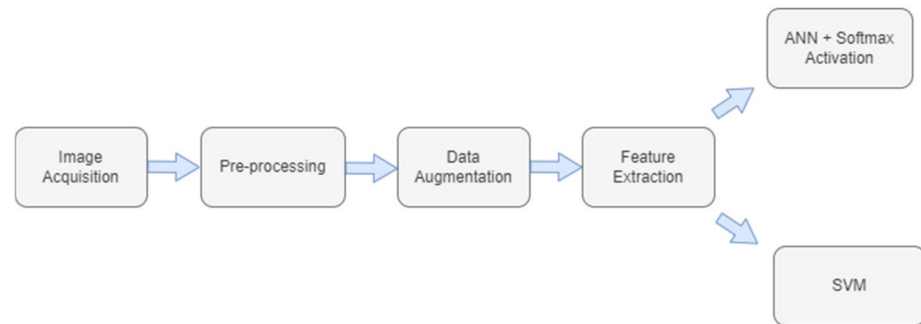 ANN + Softmax
Activation
Image
Acquisition
Pre-processing
Data
Augmentation
Feature
Extraction
SVM